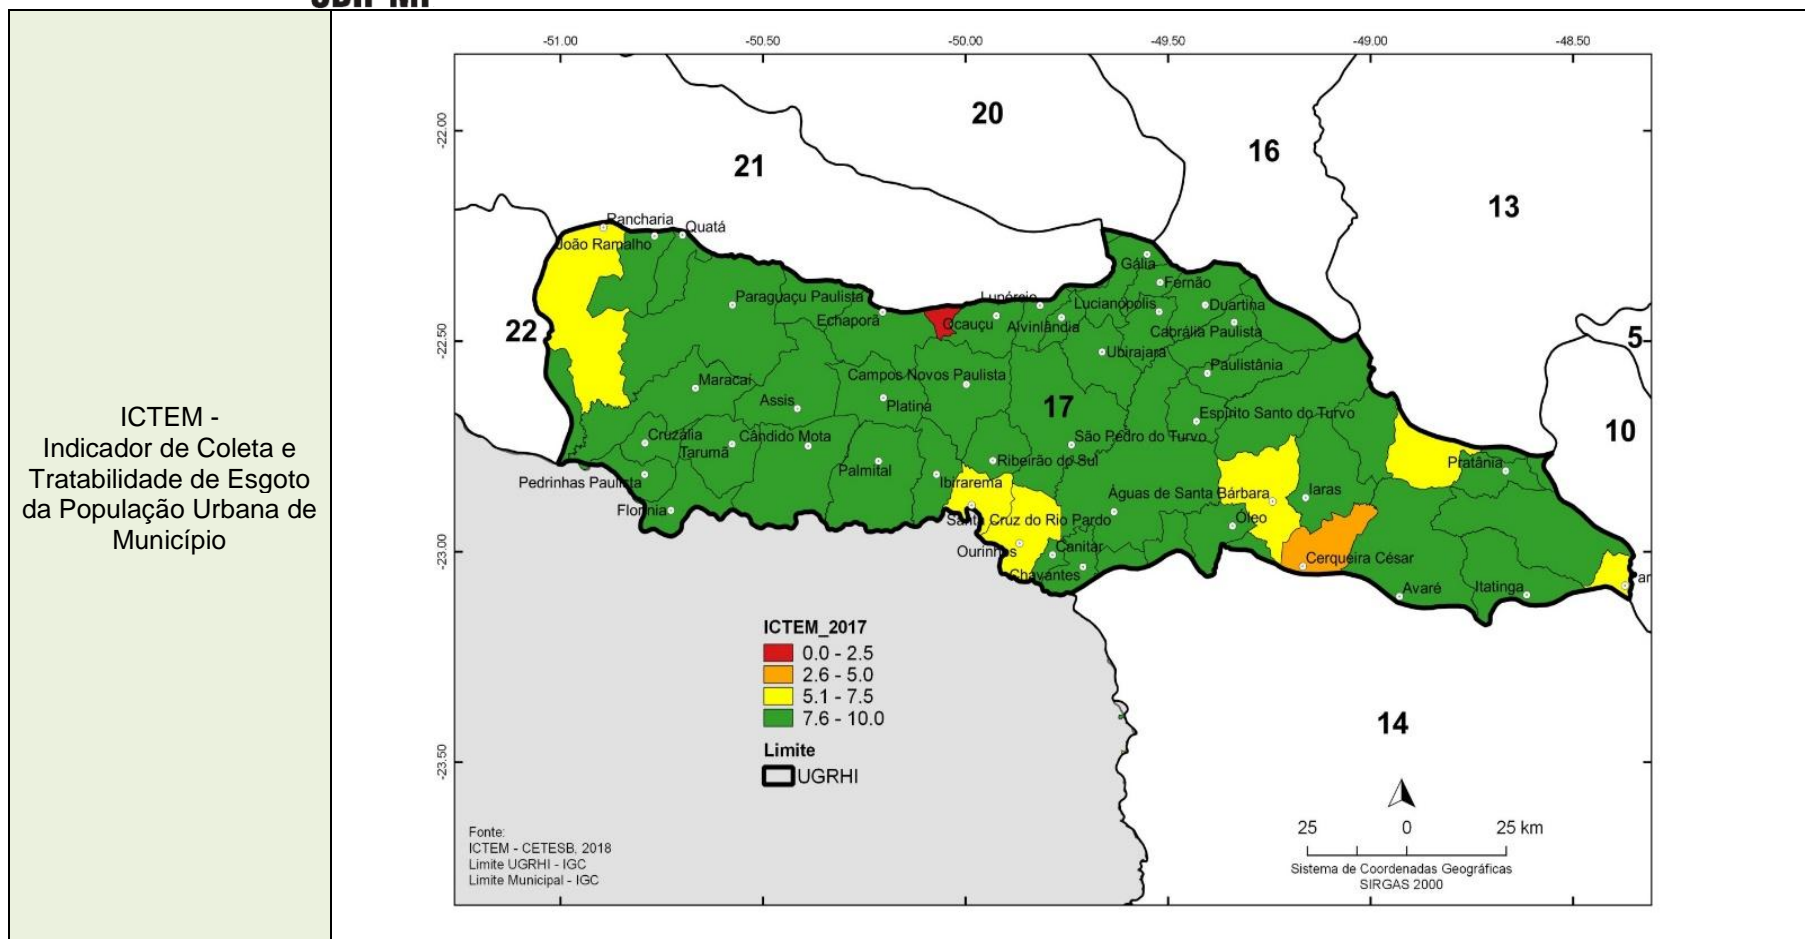 ICTEM -
Indicador de Coleta e
Tratabilidade de Esgoto
da População Urbana de
Município
-51.00
-50.50
-50.00
-49.50
-49.00
-48.50
-22.00
-22.50
-23.00
-23.50
20
21
16
13
22
5
10
17
14
Rancharia
Quatá
João Ramalho
Gália
Fernão
Paraguaçu Paulista
Lupércio
Lucianópolis
Duartina
Echaporã
Ocauçu
Alvinlândia
Cabrália Paulista
Ubirajara
Paulistânia
Maracaí
Campos Novos Paulista
Assis
Platina
Espírito Santo do Turvo
Cruzália
Cândido Mota
Tarumã
São Pedro do Turvo
Palmital
Ribeirão do Sul
Pratânia
Pedrinhas Paulista
Ibirarema
Águas de Santa Bárbara
Iaras
Florínia
Santa Cruz do Rio Pardo
Óleo
Ourinhos
Canitar
Cerqueira César
Chavantes
Avaré
Itatinga
ar
ICTEM_2017
0.0 - 2.5
2.6 - 5.0
5.1 - 7.5
7.6 - 10.0
Limite
UGRHI
Fonte:
ICTEM - CETESB, 2018
Limite UGRHI - IGC
Limite Municipal - IGC
25 0 25 km
Sistema de Coordenadas Geográficas
SIRGAS 2000